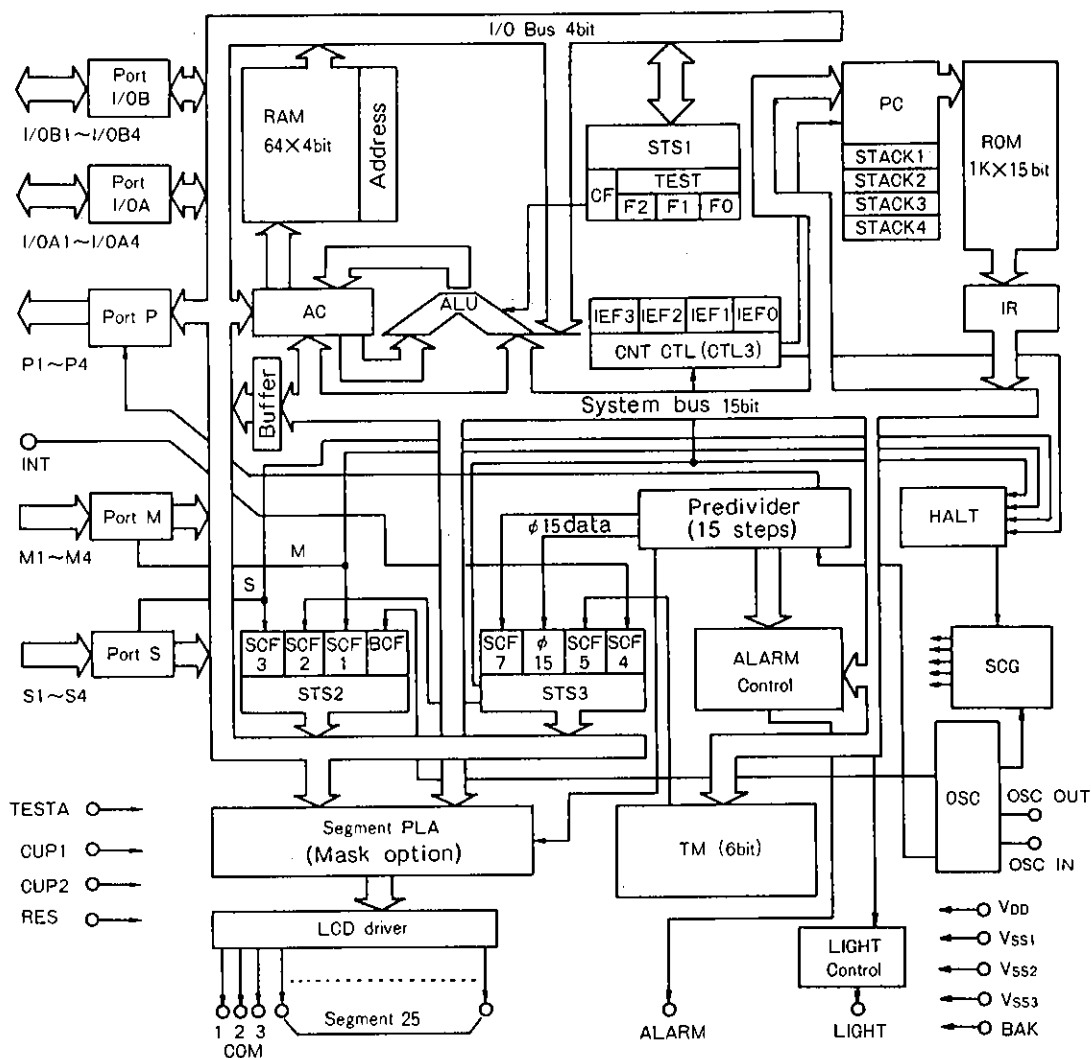 I/O Bus 4bit
Port
I/OB
I/OB1~I/OB4
Port
I/OA
I/OA1~I/OA4
RAM
64×4bit
Address
STS1
CF
TEST
F2
F1
F0
PC
STACK1
STACK2
STACK3
STACK4
ROM
1K×15bit
IR
Port P
P1~P4
AC
ALU
IEF3
IEF2
IEF1
IEF0
CNT CTL (CTL3)
Buffer
System bus 15bit
INT
Port M
M1~M4
M
S
Port S
S1~S4
φ15data
Predivider
(15 steps)
HALT
SCF
3
SCF
2
SCF
1
BCF
STS2
SCF
7
φ
15
SCF
5
SCF
4
STS3
ALARM
Control
SCG
OSC
OSC OUT
OSC IN
TESTA
CUP1
CUP2
RES
Segment PLA
(Mask option)
TM (6bit)
LCD driver
LIGHT
Control
VDD
VSS1
VSS2
VSS3
BAK
1 2 3
COM
Segment 25
ALARM
LIGHT